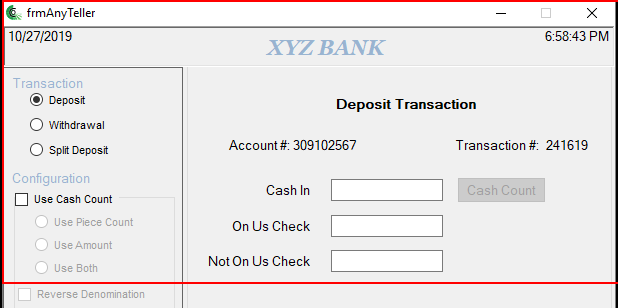 frmAnyTeller
10/27/2019
XYZ BANK
6:58:43 PM
Transaction
Deposit
Withdrawal
Split Deposit
Configuration
Use Cash Count
Use Piece Count
Use Amount
Use Both
Reverse Denomination
Deposit Transaction
Account #: 309102567 Transaction #: 241619
Cash In Cash Count
On Us Check
Not On Us Check